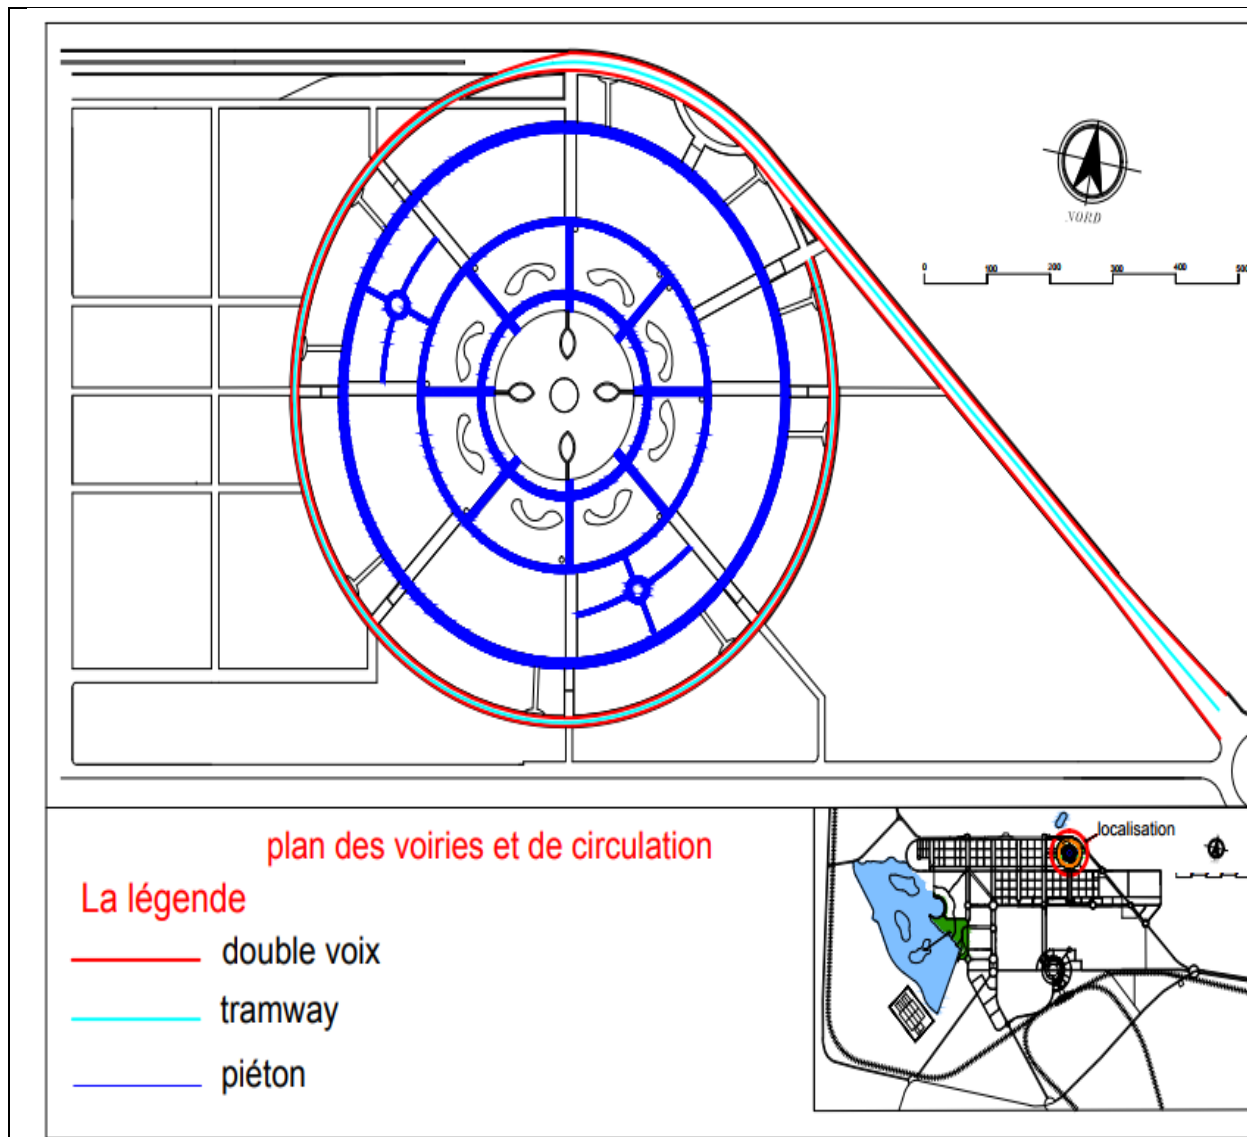 NORD
0 100 200 300 400 500
plan des voiries et de circulation
localisation
La légende
double voix
tramway
piéton